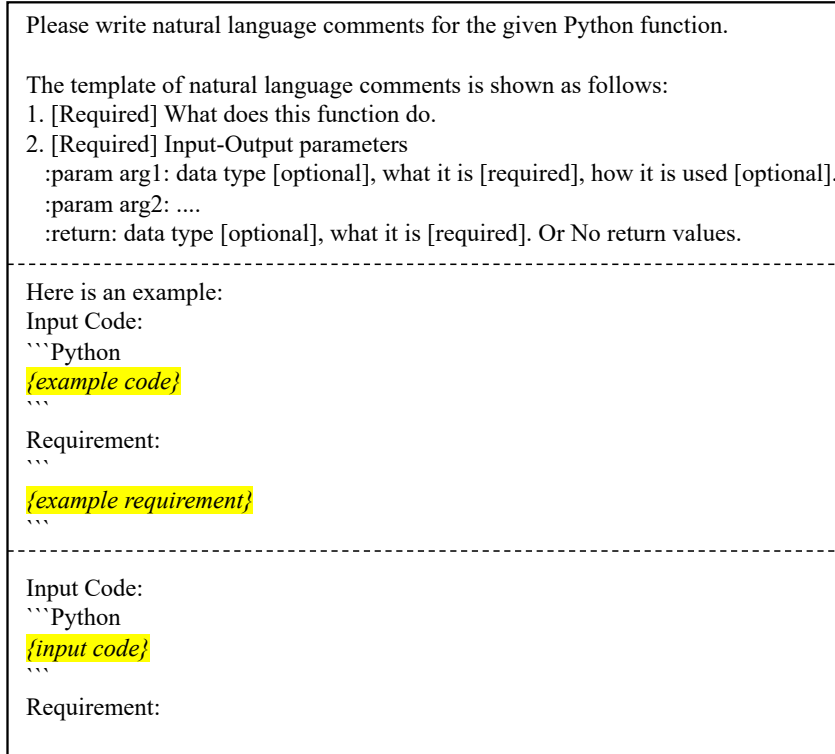 Please write natural language comments for the given Python function.
The template of natural language comments is shown as follows:
1. [Required] What does this function do.
2. [Required] Input-Output parameters
:param arg1: data type [optional], what it is [required], how it is used [optional].
:param arg2: ....
:return: data type [optional], what it is [required]. Or No return values.
Here is an example:
Input Code:
```Python
{example code}
```
Requirement:
```
{example requirement}
```
Input Code:
```Python
{input code}
```
Requirement: